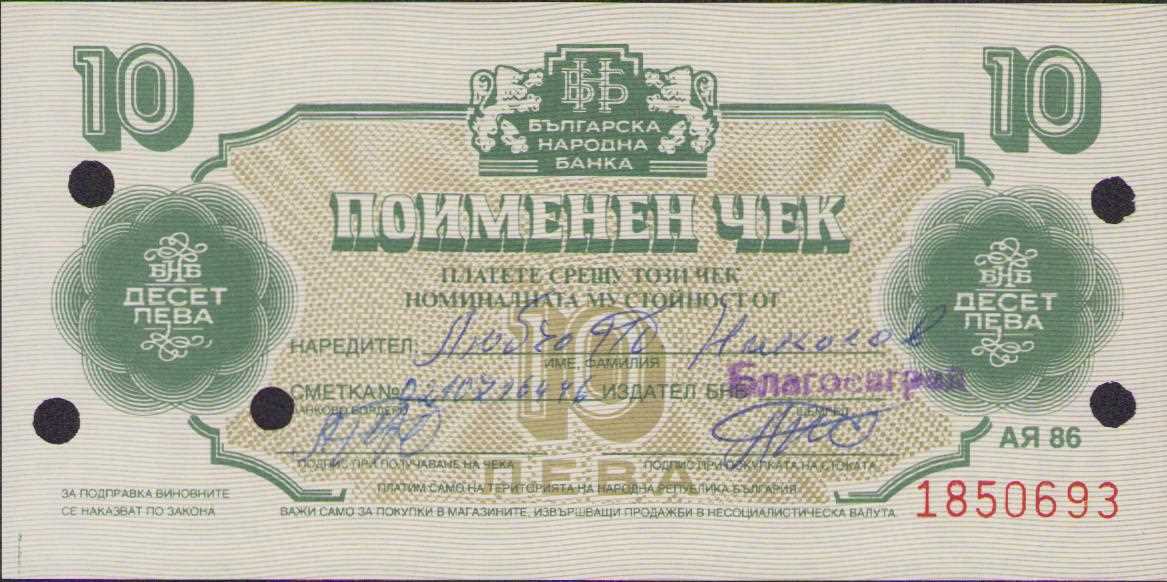 10
10
БНБ
БЪЛГАРСКА
НАРОДНА
БАНКА
ПОИМЕНЕН ЧЕК
ПЛАТЕТЕ СРЕЩУ ТОЗИ ЧЕК
НОМИНАЛНАТА МУ СТОЙНОСТ ОТ
БНБ
ДЕСЕТ
ЛЕВА
БНБ
ДЕСЕТ
ЛЕВА
10
ЛЕВА
НАРЕДИТЕЛ: Николов
ИМЕ, ФАМИЛИЯ
СМЕТКА № ИЗДАТЕЛ БНБ Благоевград
ПОДПИС ПРИ ПОЛУЧАВАНЕ НА ЧЕКА
ПОДПИС ПРИ ПОКУПКАТА НА СТОКАТА
АЯ 86
ПЛАТИМ САМО НА ТЕРИТОРИЯТА НА НАРОДНА РЕПУБЛИКА БЪЛГАРИЯ
ЗА ПОДПРАВКА ВИНОВНИТЕ
СЕ НАКАЗВАТ ПО ЗАКОНА
ВАЖИ САМО ЗА ПОКУПКИ В МАГАЗИНИТЕ, ИЗВЪРШВАЩИ ПРОДАЖБИ В НЕСОЦИАЛИСТИЧЕСКА ВАЛУТА
1850693